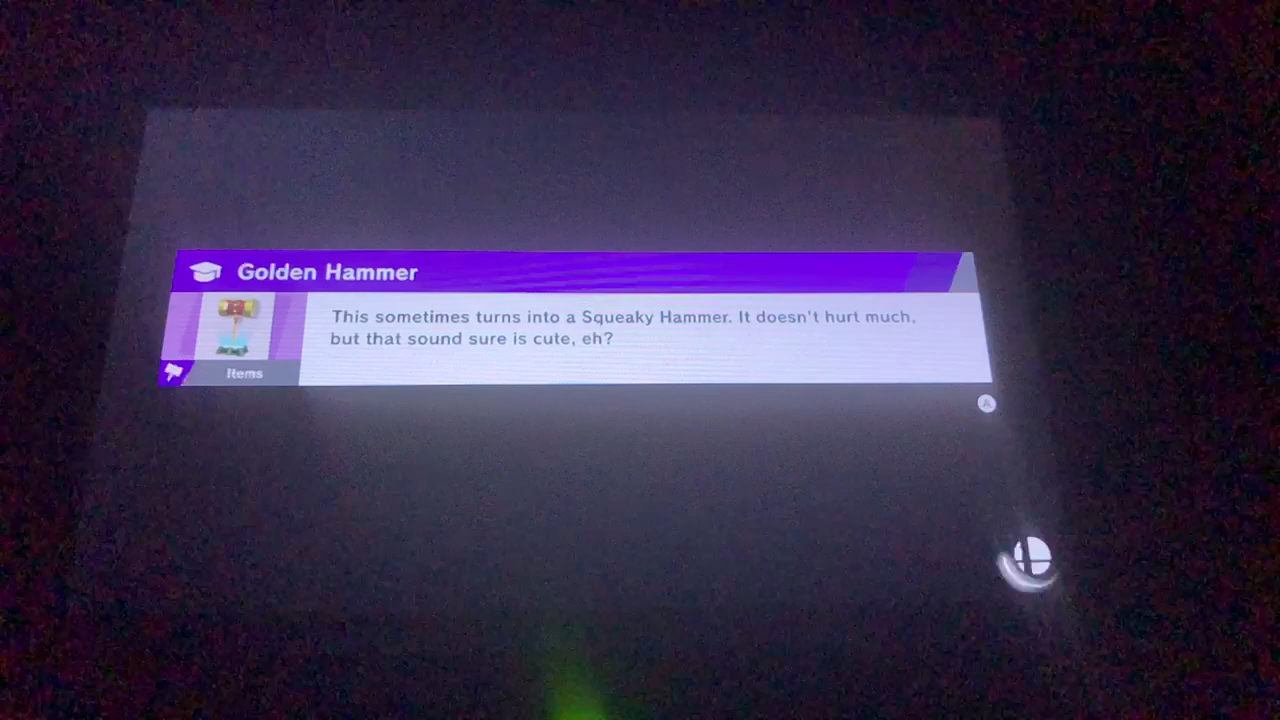 Golden Hammer
This sometimes turns into a Squeaky Hammer. It doesn't hurt much,
but that sound sure is cute, eh?
Items
A